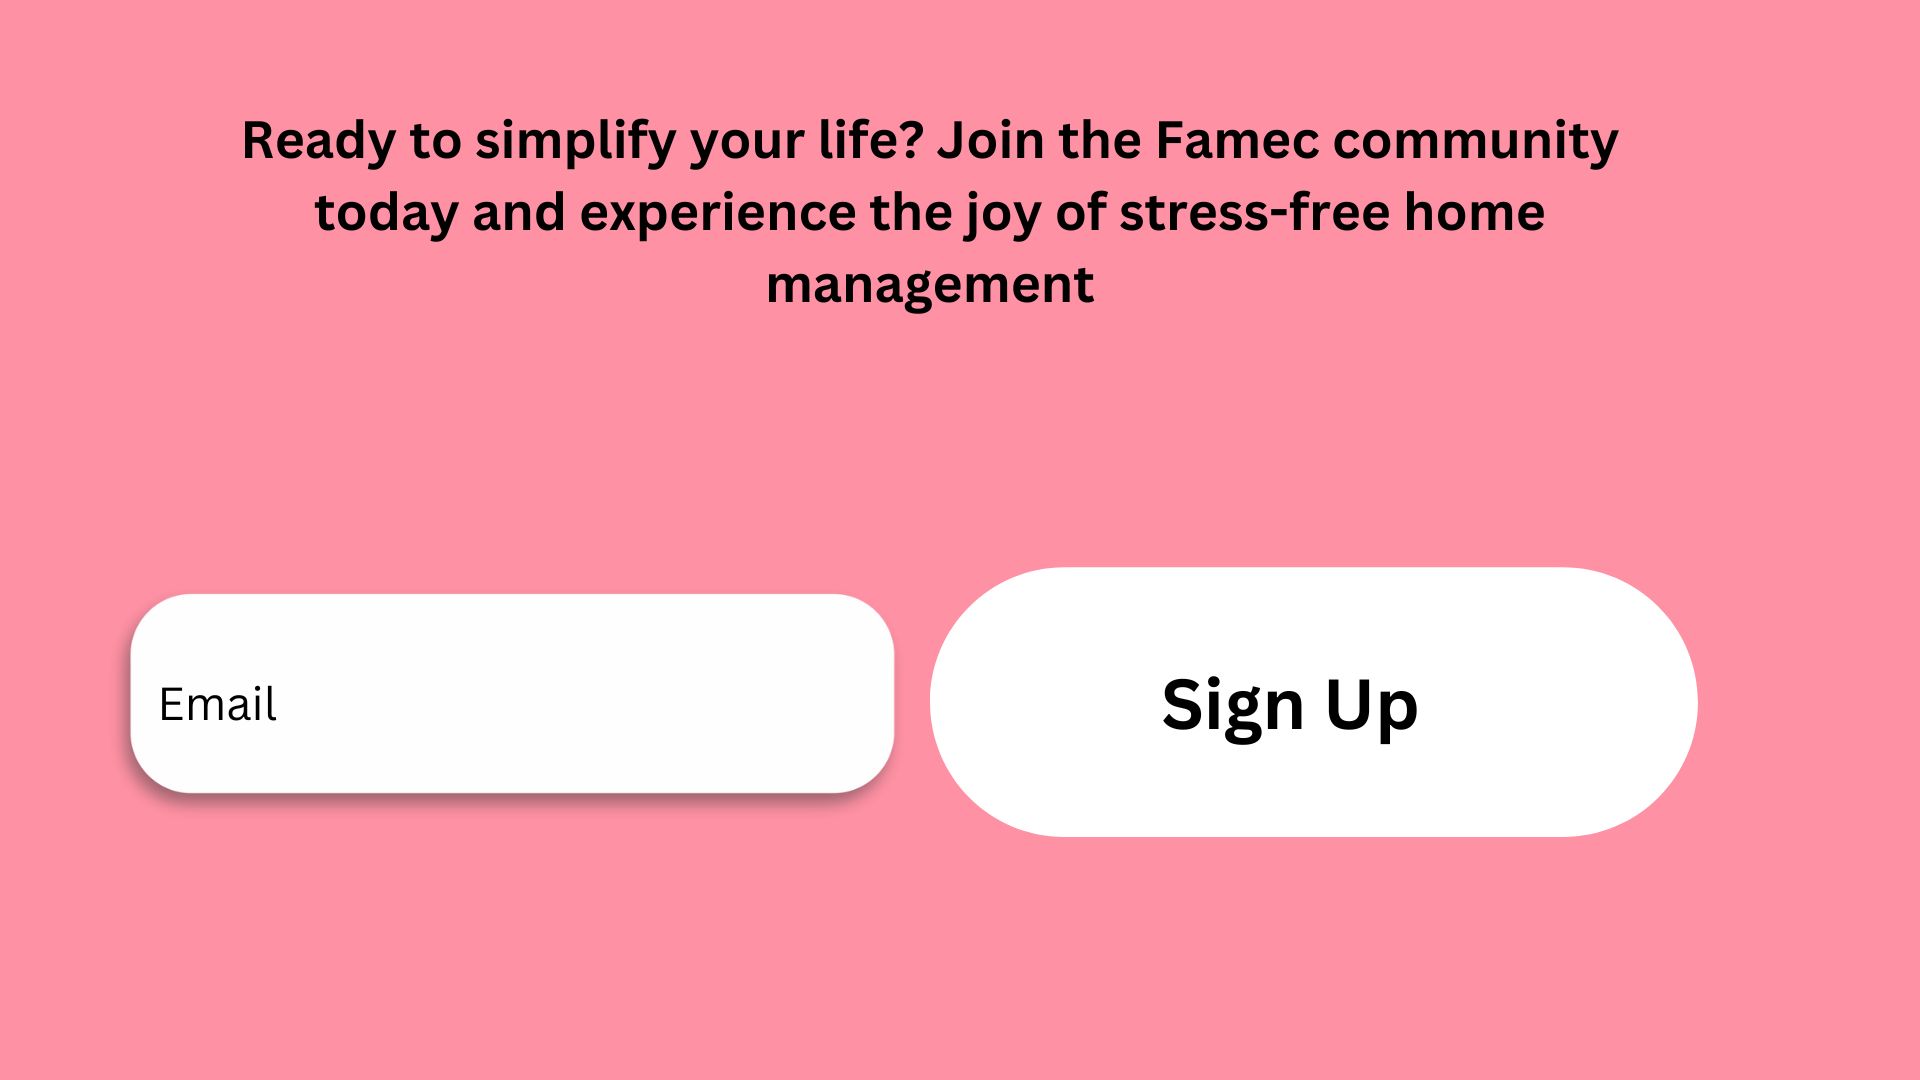 Ready to simplify your life? Join the Famec community
today and experience the joy of stress-free home
management
Email
Sign Up